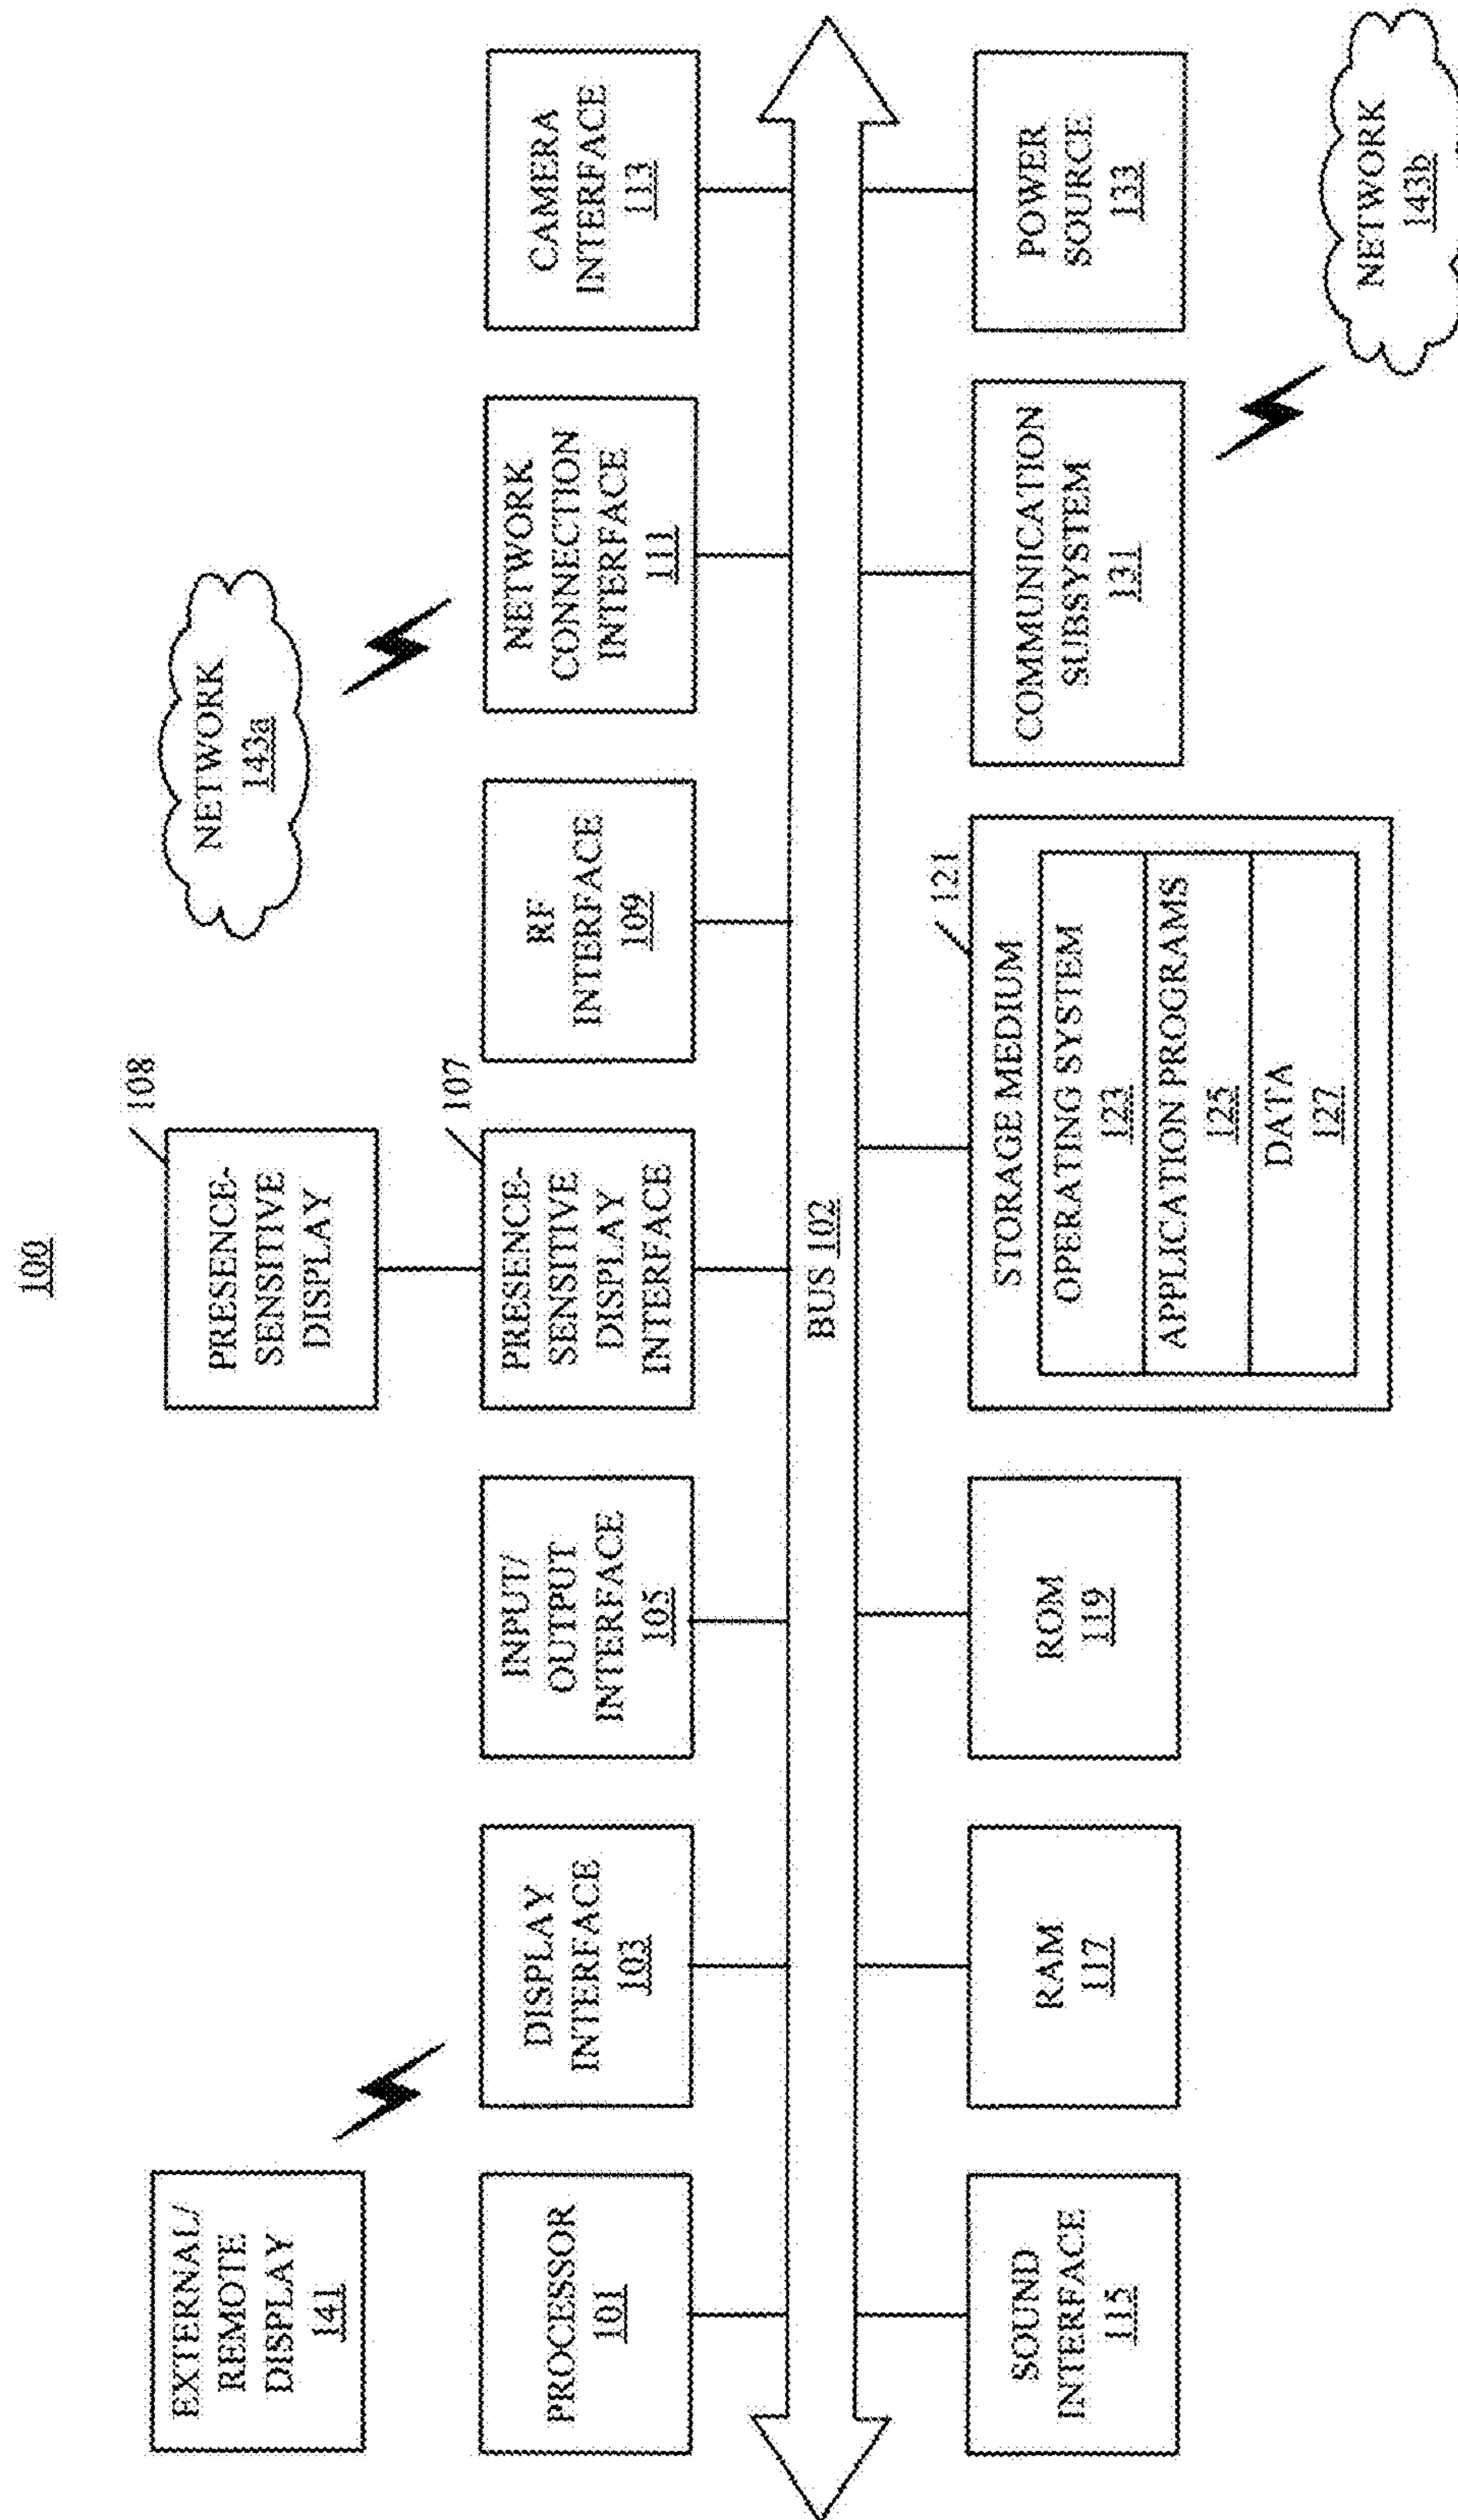 100
EXTERNAL/
REMOTE
DISPLAY
141
PRESENCE-
SENSITIVE
DISPLAY
108
NETWORK
143a
PROCESSOR
101
DISPLAY
INTERFACE
103
INPUT/
OUTPUT
INTERFACE
105
PRESENCE-
SENSITIVE
DISPLAY
INTERFACE
107
RF
INTERFACE
109
NETWORK
CONNECTION
INTERFACE
111
CAMERA
INTERFACE
113
BUS 102
SOUND
INTERFACE
115
RAM
117
ROM
119
121
STORAGE MEDIUM
OPERATING SYSTEM
123
APPLICATION PROGRAMS
125
DATA
127
COMMUNICATION
SUBSYSTEM
131
POWER
SOURCE
133
NETWORK
143b